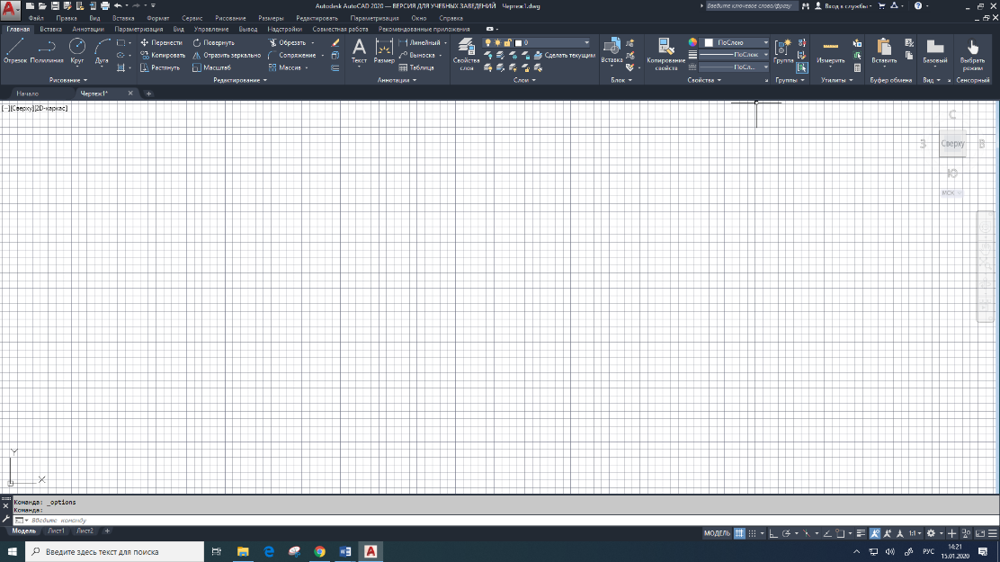 Autodesk AutoCAD 2020 — ВЕРСИЯ ДЛЯ УЧЕБНЫХ ЗАВЕДЕНИЙ Чертеж1.dwg
Введите ключевое слово/фразу
Вход в службы
Файл Правка Вид Вставка Формат Сервис Рисование Размеры Редактировать Параметризация Окно Справка
Главная Вставка Аннотации Параметризация Вид Управление Вывод Надстройки Совместная работа Рекомендованные приложения
Отрезок Полилиния Круг Дуга
Перенести Повернуть Обрезать
Копировать Отразить зеркально Сопряжение
Растянуть Масштаб Массив
Текст Размер
Линейный
Выноска
Таблица
Свойства слоя
0
Сделать текущим
Вставка
Копирование свойств
ПоСлою
ПоСлою
ПоСл...
Группа
Измерить
Вставить
Базовый
Выбрать режим
Рисование Редактирование Аннотации Слои Блок Свойства Группы Утилиты Буфер обмена Вид Сенсорный
Начало Чертеж1*
[—][Сверху][2D-каркас]
С
З Сверху В
Ю
МСК
Y
X
Команда: _options
Команда:
Введите команду
Модель Лист1 Лист2
МОДЕЛЬ 1:1
Введите здесь текст для поиска
РУС
14:21
15.01.2020